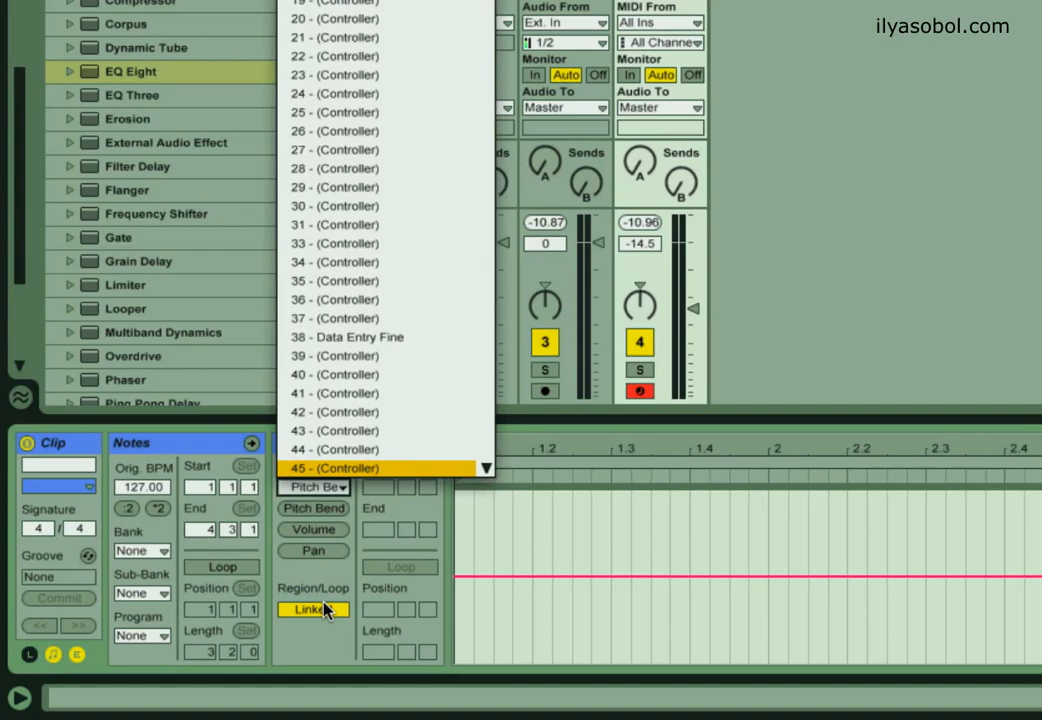 ilyasobol.com
Compressor
Corpus
Dynamic Tube
EQ Eight
EQ Three
Erosion
External Audio Effect
Filter Delay
Flanger
Frequency Shifter
Gate
Grain Delay
Limiter
Looper
Multiband Dynamics
Overdrive
Phaser
Ping Pong Delay
19 - (Controller)
20 - (Controller)
21 - (Controller)
22 - (Controller)
23 - (Controller)
24 - (Controller)
25 - (Controller)
26 - (Controller)
27 - (Controller)
28 - (Controller)
29 - (Controller)
30 - (Controller)
31 - (Controller)
33 - (Controller)
34 - (Controller)
35 - (Controller)
36 - (Controller)
37 - (Controller)
38 - Data Entry Fine
39 - (Controller)
40 - (Controller)
41 - (Controller)
42 - (Controller)
43 - (Controller)
44 - (Controller)
45 - (Controller)
Audio From
Ext. In
1/2
Monitor
In Auto Off
Audio To
Master
Sends
A
B
-10.87
0
3
S
MIDI From
All Ins
All Channe
Monitor
In Auto Off
Audio To
Master
Sends
A
B
-10.96
-14.5
4
S
Clip
Signature
4 / 4
Groove
None
Commit
<< >>
L
E
Notes
Orig. BPM
127.00
:2 *2
Bank
None
Sub-Bank
None
Program
None
Start Set
1 1 1
End Set
4 3 1
Loop
Position Set
1 1 1
Length Set
3 2 0
Pitch Be
Pitch Bend
Volume
Pan
Region/Loop
Linked
End
Loop
Position
Length
1.2 1.3 1.4 2 2.2 2.3 2.4